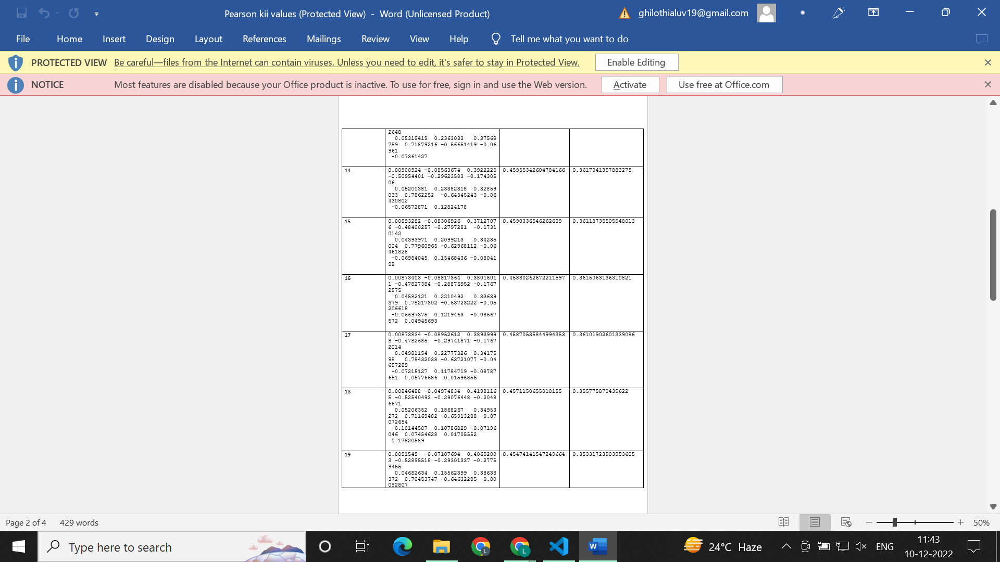 Pearson kii values (Protected View)  -  Word (Unlicensed Product)
ghilothialuv19@gmail.com
File Home Insert Design Layout References Mailings Review View Help Tell me what you want to do
PROTECTED VIEW Be careful—files from the Internet can contain viruses. Unless you need to edit, it's safer to stay in Protected View. Enable Editing
NOTICE Most features are disabled because your Office product is inactive. To use for free, sign in and use the Web version. Activate Use free at Office.com
2648
0.05319419 0.2363033 0.37569
759 0.71879216 -0.56651419 -0.06
961
-0.07361427
14 0.00900924 -0.08563674 0.3922225 0.45955342604784166 0.3617041397883275
-0.50954401 -0.29623583 -0.174305
06
0.05200381 0.23382318 0.32859
033 0.7862252 -0.64345243 -0.06
430802
-0.06572871 0.12824178
15 0.00893282 -0.08306926 0.3712707 0.4590336546262609 0.36118735505948013
6 -0.48400257 -0.2797281 -0.1731
0142
0.04393971 0.2099213 0.34235
004 0.77960965 -0.62968112 -0.06
461828
-0.06984045 0.15468436 -0.08041
98
16 0.00873403 -0.08817364 0.3801601 0.45880262672211597 0.3615063136310821
1 -0.47827384 -0.28876952 -0.1767
2975
0.04582121 0.2210492 0.33639
379 0.78217302 -0.63723222 -0.05
206618
-0.06697375 0.1219463 -0.08567
572 0.04945693
17 0.00873834 -0.08952612 0.3893999 0.45870535844994353 0.36101902601339086
8 -0.4782685 -0.29741871 -0.1767
2014
0.04981154 0.22777326 0.34175
98 0.78432038 -0.63721077 -0.04
697289
-0.07215127 0.11784719 -0.08787
651 0.05776686 0.01596856
18 0.00846488 -0.04974834 0.4198116 0.4571150655018155 0.355775870439622
5 -0.52540493 -0.29076448 -0.2048
6671
0.05206352 0.1868267 0.34953
272 0.71169482 -0.65913288 -0.07
072654
-0.10144587 0.10786829 -0.07196
046 0.07454628 0.01705552
0.17820589
19 0.0091549 -0.07107694 0.4069200 0.45474141547249664 0.35331723903953605
3 -0.52895518 -0.29301337 -0.2775
9455
0.04682634 0.15562399 0.38638
372 0.70453747 -0.64632285 -0.00
092807
Page 2 of 4 429 words 50%
Type here to search
24°C Haze ENG
11:43
10-12-2022